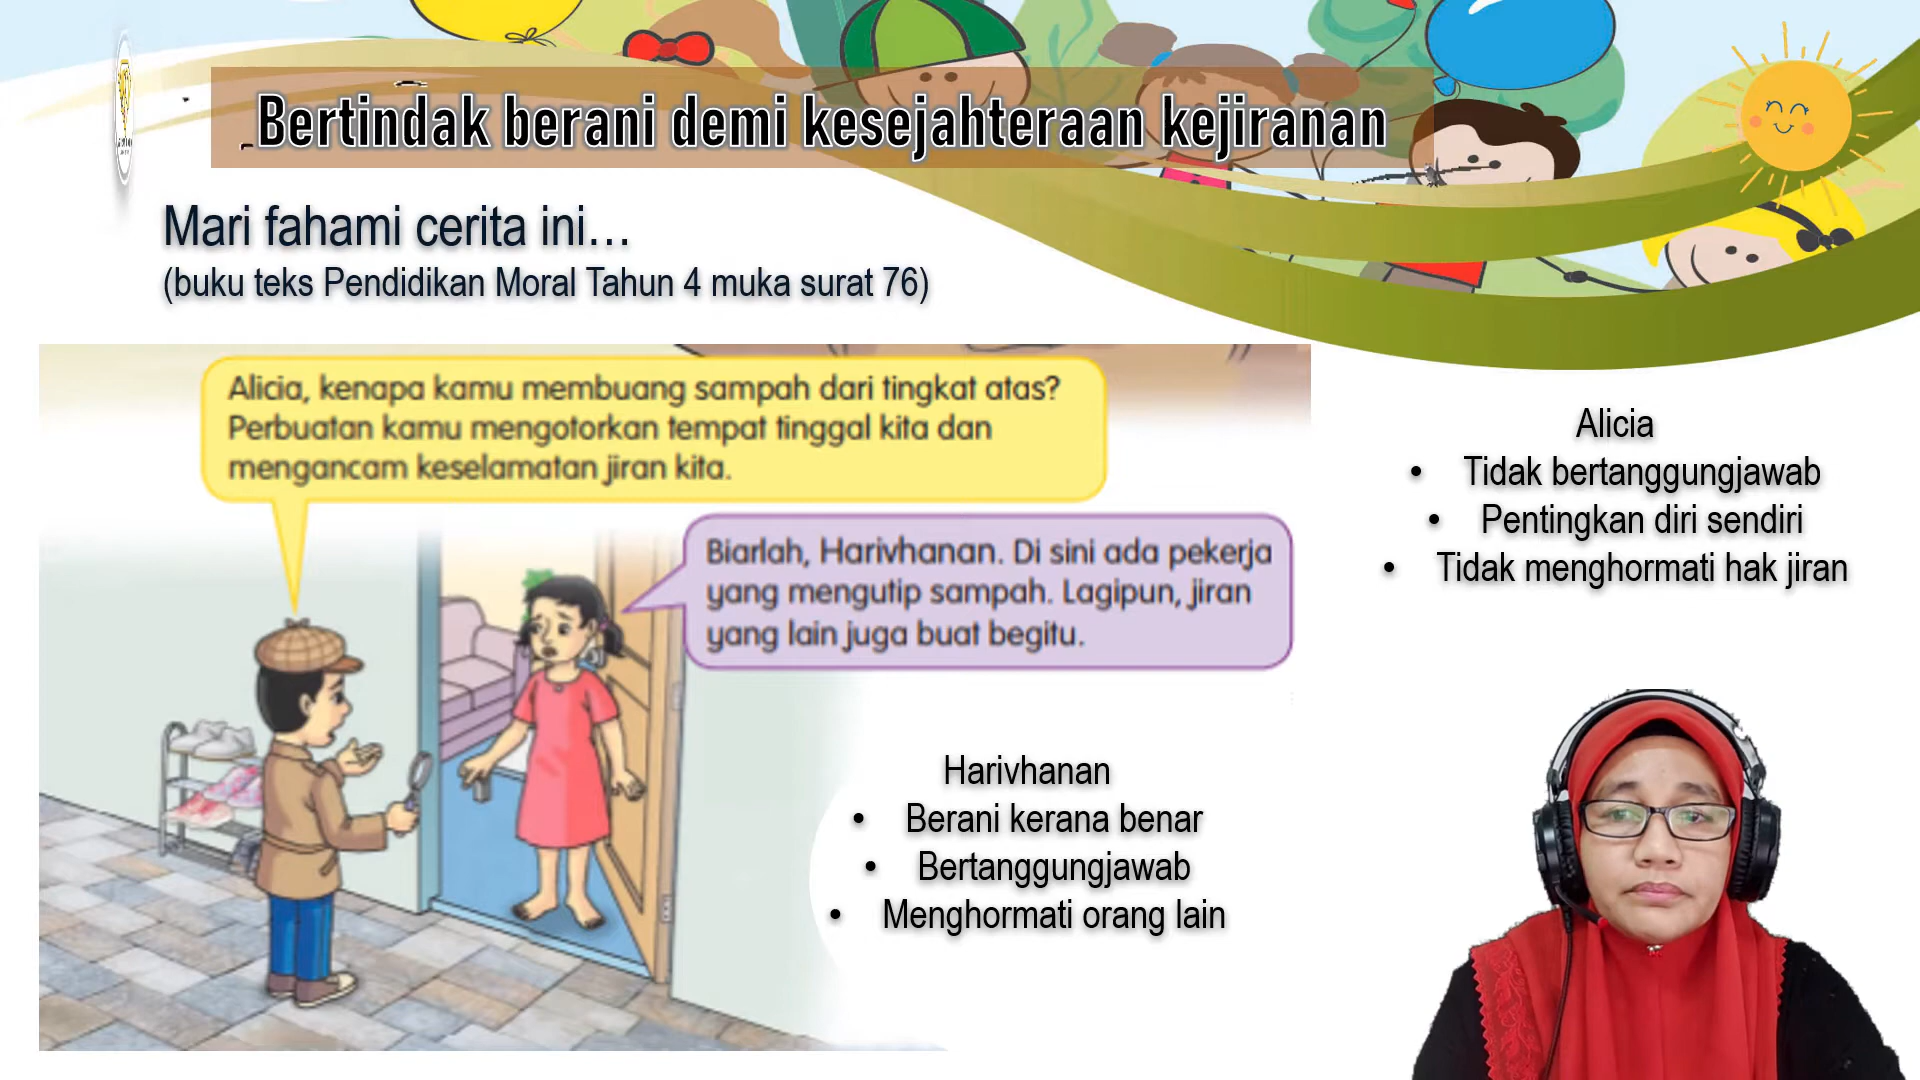 Bertindak berani demi kesejahteraan kejiranan
Mari fahami cerita ini...
(buku teks Pendidikan Moral Tahun 4 muka surat 76)
Alicia, kenapa kamu membuang sampah dari tingkat atas?
Perbuatan kamu mengotorkan tempat tinggal kita dan
mengancam keselamatan jiran kita.
Biarlah, Harivhanan. Di sini ada pekerja
yang mengutip sampah. Lagipun, jiran
yang lain juga buat begitu.
Alicia
• Tidak bertanggungjawab
• Pentingkan diri sendiri
• Tidak menghormati hak jiran
Harivhanan
• Berani kerana benar
• Bertanggungjawab
• Menghormati orang lain